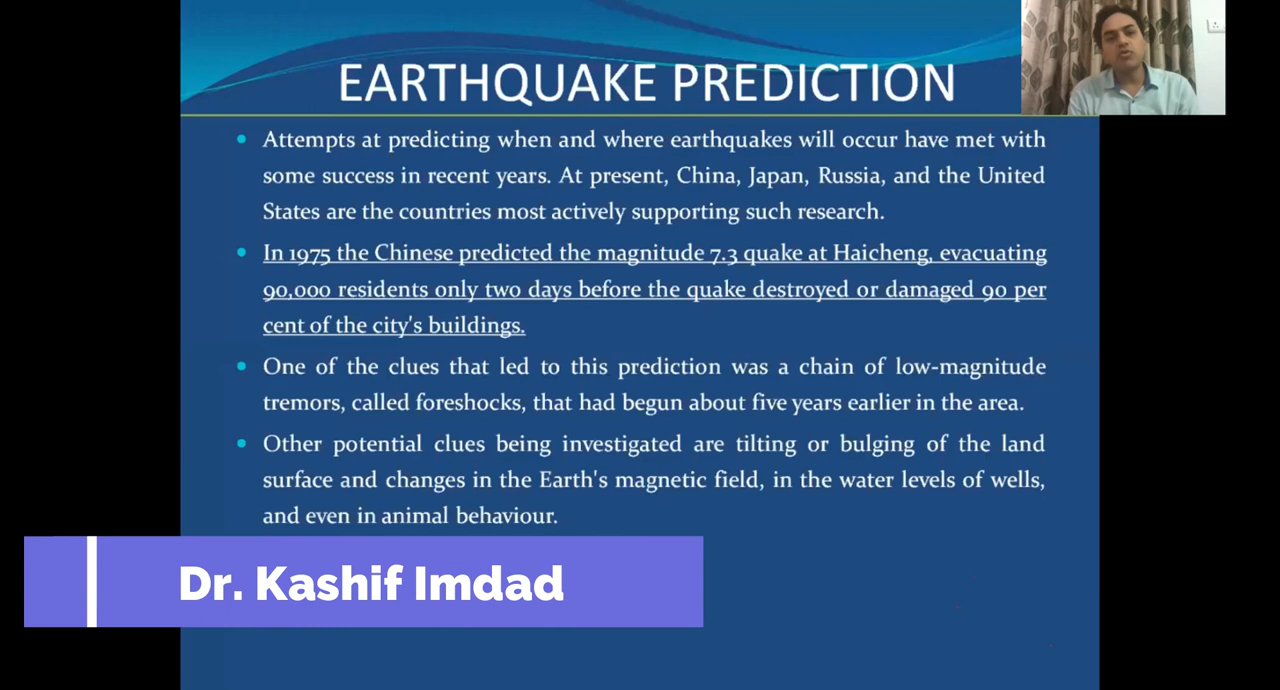 EARTHQUAKE PREDICTION
Attempts at predicting when and where earthquakes will occur have met with
some success in recent years. At present, China, Japan, Russia, and the United
States are the countries most actively supporting such research.
In 1975 the Chinese predicted the magnitude 7.3 quake at Haicheng, evacuating
90,000 residents only two days before the quake destroyed or damaged 90 per
cent of the city's buildings.
One of the clues that led to this prediction was a chain of low-magnitude
tremors, called foreshocks, that had begun about five years earlier in the area.
Other potential clues being investigated are tilting or bulging of the land
surface and changes in the Earth's magnetic field, in the water levels of wells,
and even in animal behaviour.
Dr. Kashif Imdad